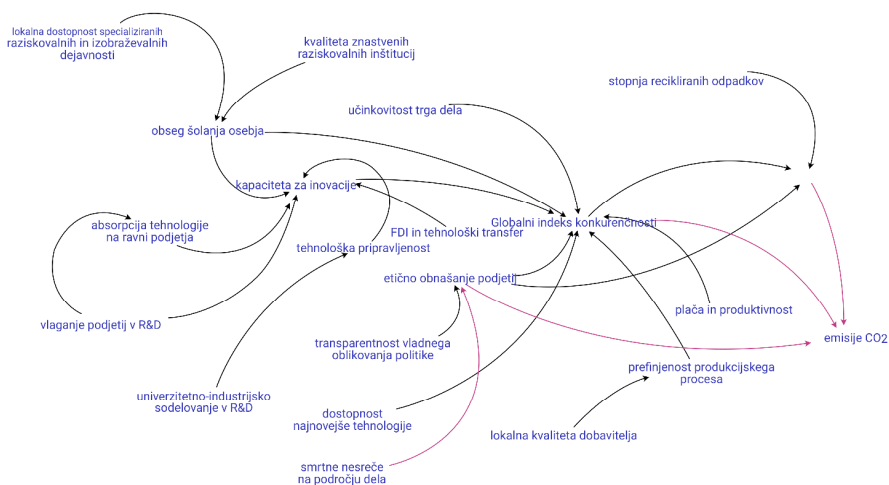 lokalna dostopnost specializiranih
raziskovalnih in izobraževalnih
dejavnosti
kvaliteta znastvenih
raziskovalnih inštitucij
stopnja recikliranih odpadkov
učinkovitost trga dela
obseg šolanja osebja
kapaciteta za inovacije
absorpcija tehnologije
na ravni podjetja
Globalni indeks konkurenčnosti
FDI in tehnološki transfer
tehnološka pripravljenost
etično obnašanje podjetij
plača in produktivnost
vlaganje podjetij v R&D
transparentnost vladnega
oblikovanja politike
emisije CO2
prefinjenost produkcijskega
procesa
univerzitetno-industrijsko
sodelovanje v R&D
dostopnost
najnovejše tehnologije
lokalna kvaliteta dobavitelja
smrtne nesreče
na področju dela